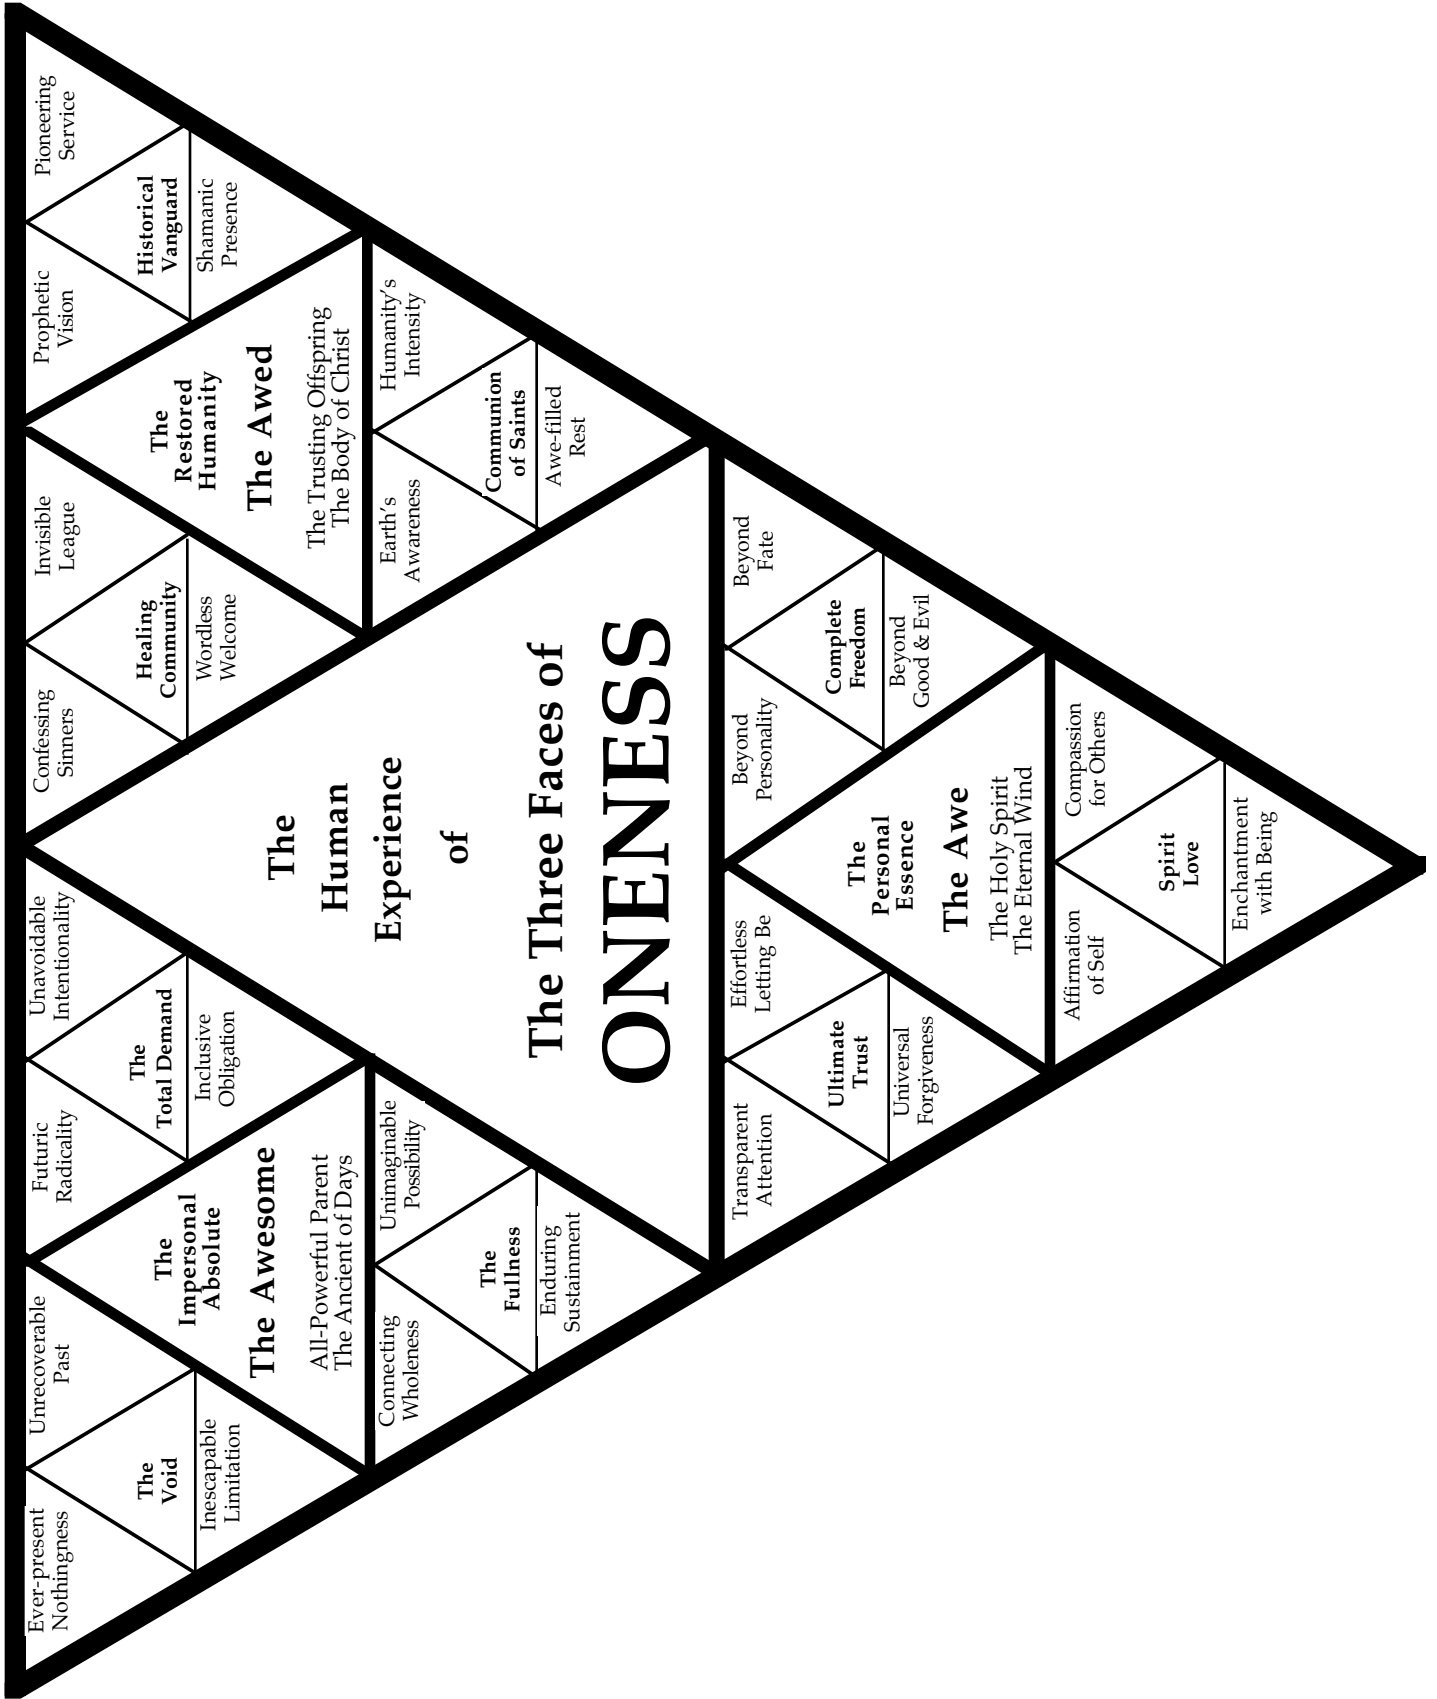 The
Human
Experience
of
The Three Faces of
ONENESS
The
Impersonal
Absolute
The Awesome
All-Powerful Parent
The Ancient of Days
Ever-present
Nothingness
The
Void
Unrecoverable
Past
Inescapable
Limitation
Futuric
Radicality
The
Total Demand
Unavoidable
Intentionality
Inclusive
Obligation
Connecting
Wholeness
The
Fullness
Unimaginable
Possibility
Enduring
Sustainment
The
Restored
Humanity
The Awed
The Trusting Offspring
The Body of Christ
Confessing
Sinners
Healing
Community
Invisible
League
Wordless
Welcome
Prophetic
Vision
Historical
Vanguard
Pioneering
Service
Shamanic
Presence
Earth's
Awareness
Communion
of Saints
Humanity's
Intensity
Awe-filled
Rest
The
Personal
Essence
The Awe
The Holy Spirit
The Eternal Wind
Transparent
Attention
Ultimate
Trust
Effortless
Letting Be
Universal
Forgiveness
Beyond
Personality
Complete
Freedom
Beyond
Fate
Beyond
Good & Evil
Affirmation
of Self
Spirit
Love
Compassion
for Others
Enchantment
with Being